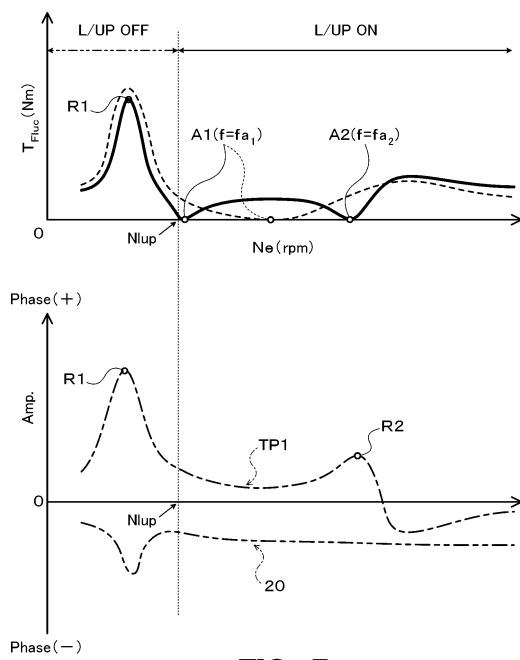 L/UP OFF
L/UP ON
T_Fluc(Nm)
R1
A1(f=fa₁)
A2(f=fa₂)
0
Nlup
Ne(rpm)
Phase(+)
Amp.
R1
R2
TP1
0
Nlup
20
Phase(-)